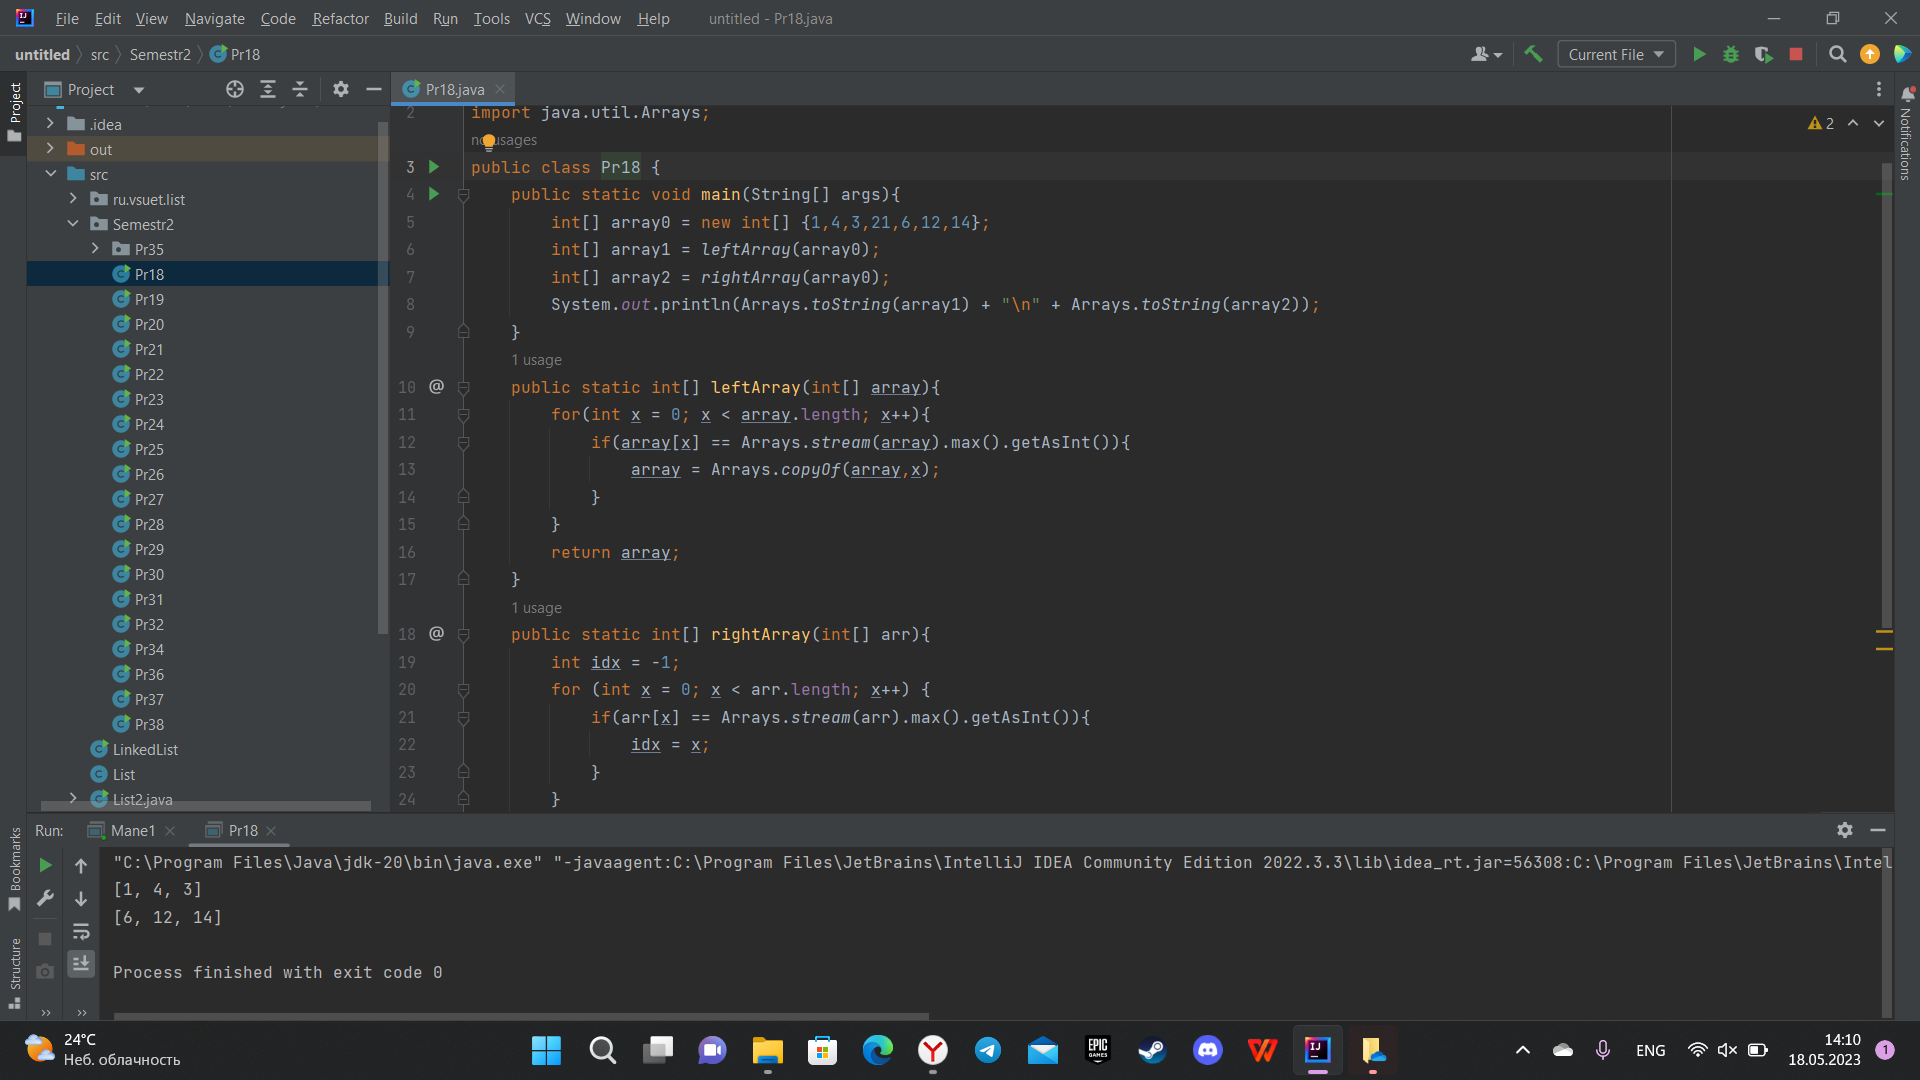 File Edit View Navigate Code Refactor Build Run Tools VCS Window Help untitled - Pr18.java
untitled src Semestr2 Pr18 Current File
Project
Project
Pr18.java
Notifications
.idea
out
src
ru.vsuet.list
Semestr2
Pr35
Pr18
Pr19
Pr20
Pr21
Pr22
Pr23
Pr24
Pr25
Pr26
Pr27
Pr28
Pr29
Pr30
Pr31
Pr32
Pr34
Pr36
Pr37
Pr38
LinkedList
List
List2.java
2 import java.util.Arrays;
2
no usages
3 public class Pr18 {
4 public static void main(String[] args){
5 int[] array0 = new int[] {1,4,3,21,6,12,14};
6 int[] array1 = leftArray(array0);
7 int[] array2 = rightArray(array0);
8 System.out.println(Arrays.toString(array1) + "\n" + Arrays.toString(array2));
9 }
1 usage
10 @ public static int[] leftArray(int[] array){
11 for(int x = 0; x < array.length; x++){
12 if(array[x] == Arrays.stream(array).max().getAsInt()){
13 array = Arrays.copyOf(array,x);
14 }
15 }
16 return array;
17 }
1 usage
18 @ public static int[] rightArray(int[] arr){
19 int idx = -1;
20 for (int x = 0; x < arr.length; x++) {
21 if(arr[x] == Arrays.stream(arr).max().getAsInt()){
22 idx = x;
23 }
24 }
Bookmarks
Structure
Run: Mane1 Pr18
"C:\Program Files\Java\jdk-20\bin\java.exe" "-javaagent:C:\Program Files\JetBrains\IntelliJ IDEA Community Edition 2022.3.3\lib\idea_rt.jar=56308:C:\Program Files\JetBrains\Intel
[1, 4, 3]
[6, 12, 14]
Process finished with exit code 0
24°C
Неб. облачность
EPIC GAMES
ENG
14:10
18.05.2023
1